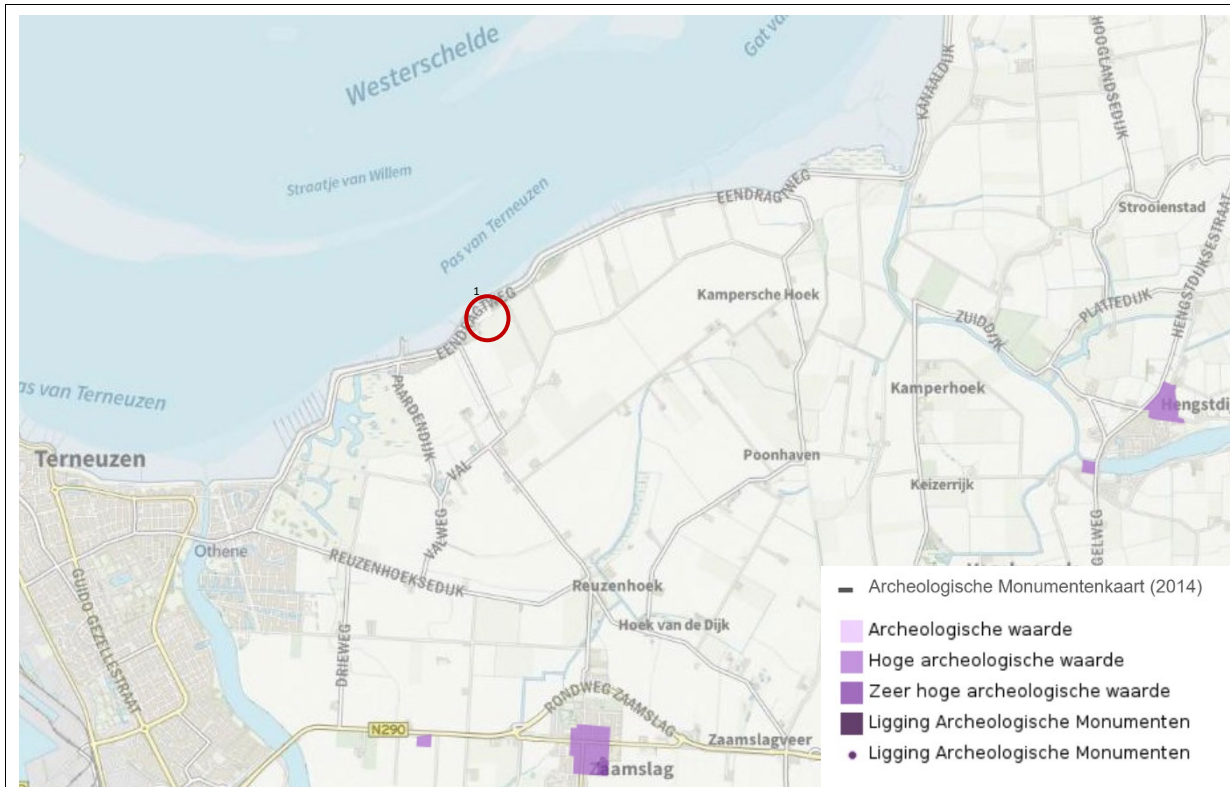 Westerschelde
Gat va
KANAALDIJK
HOOGLANDSEDIJK
Straatje van Willem
Pas van Terneuzen
EENDRAGTWEG
Strooienstad
1
EENDRAGTWEG
Kampersche Hoek
PLATTEDIJK
HENGSTDIJKSESTRAAT
ZUIDDIJK
as van Terneuzen
PAARDENDIJK
Kamperhoek
Hengstdij
Terneuzen
VAL
Poonhaven
Keizerrijk
VALWEG
GELWEG
Othene
REUZENHOEKSEDIJK
Reuzenhoek
GUIDO GEZELLESTRAAT
Hoek van de Dijk
DRIEWEG
RONDWEG-ZAAMSLAG
N290
Zaamslagveer
Zaamslag
Archeologische Monumentenkaart (2014)
Archeologische waarde
Hoge archeologische waarde
Zeer hoge archeologische waarde
Ligging Archeologische Monumenten
Ligging Archeologische Monumenten